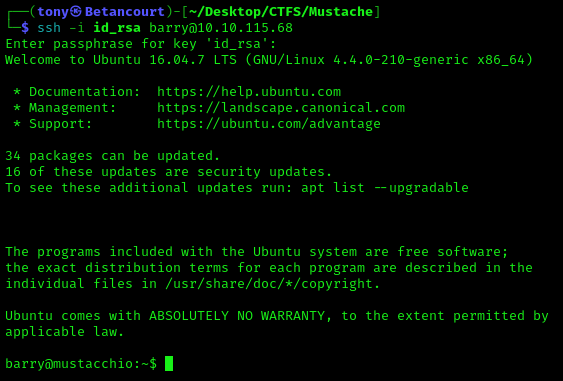 ┌──(tony㉿Betancourt)-[~/Desktop/CTFS/Mustache]
└─$ ssh -i id_rsa barry@10.10.115.68
Enter passphrase for key 'id_rsa':
Welcome to Ubuntu 16.04.7 LTS (GNU/Linux 4.4.0-210-generic x86_64)
* Documentation:  https://help.ubuntu.com
* Management:     https://landscape.canonical.com
* Support:        https://ubuntu.com/advantage
34 packages can be updated.
16 of these updates are security updates.
To see these additional updates run: apt list --upgradable
The programs included with the Ubuntu system are free software;
the exact distribution terms for each program are described in the
individual files in /usr/share/doc/*/copyright.
Ubuntu comes with ABSOLUTELY NO WARRANTY, to the extent permitted by
applicable law.
barry@mustacchio:~$